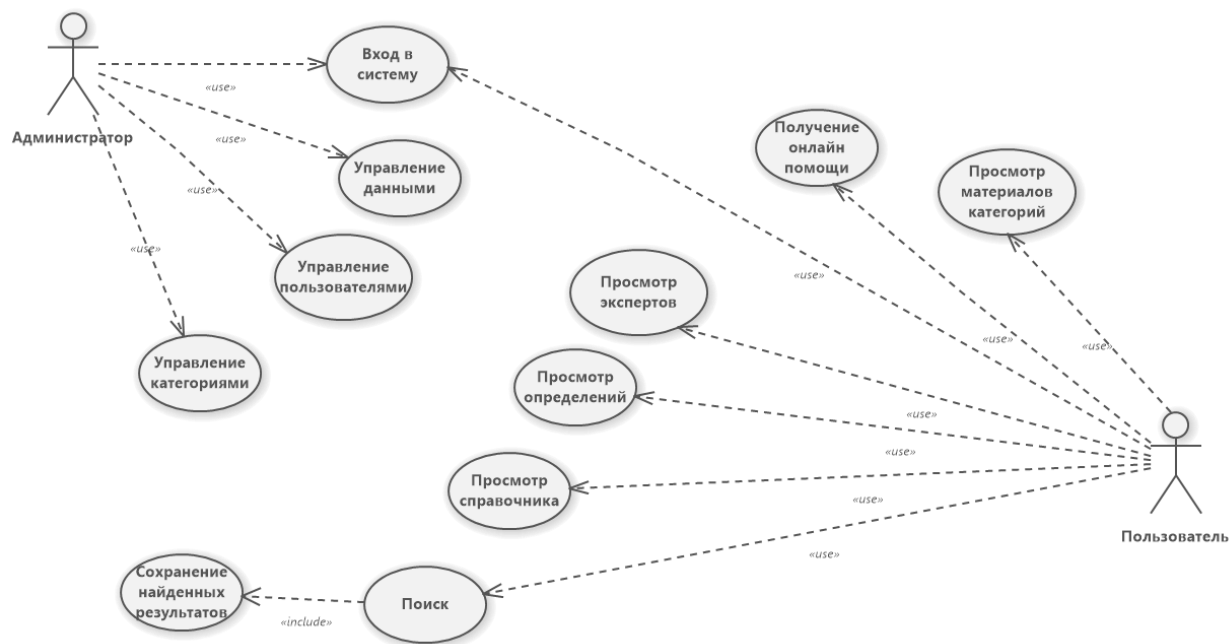 Вход в
систему
«use»
Администратор
«use»
Получение
онлайн
помощи
Управление
данными
Просмотр
материалов
категорий
«use»
«use»
Управление
пользователями
«use»
Просмотр
экспертов
«use»
«use»
Управление
категориями
Просмотр
определений
«use»
«use»
Просмотр
справочника
«use»
Пользователь
«use»
Сохранение
найденных
результатов
Поиск
«include»